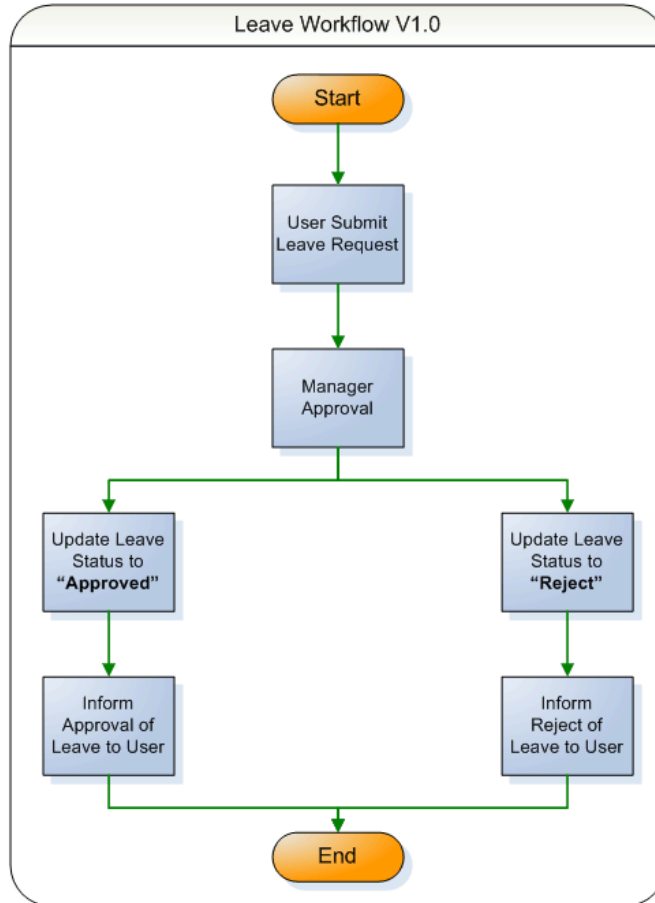 Leave Workflow V1.0
Start
User Submit
Leave Request
Manager
Approval
Update Leave
Status to
“Approved”
Update Leave
Status to
“Reject”
Inform
Approval of
Leave to User
Inform
Reject of
Leave to User
End